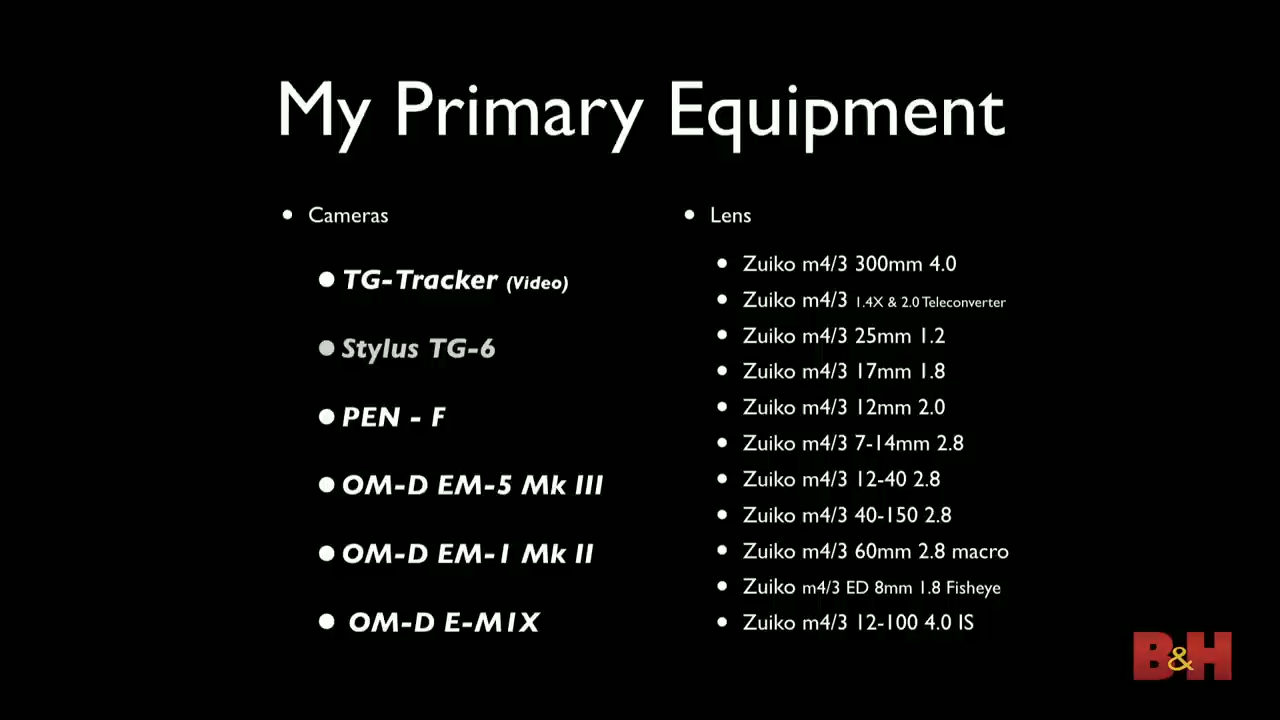 My Primary Equipment
• Cameras
• TG-Tracker (Video)
• Stylus TG-6
• PEN - F
• OM-D EM-5 Mk III
• OM-D EM-1 Mk II
• OM-D E-M1X
• Lens
• Zuiko m4/3 300mm 4.0
• Zuiko m4/3 1.4X & 2.0 Teleconverter
• Zuiko m4/3 25mm 1.2
• Zuiko m4/3 17mm 1.8
• Zuiko m4/3 12mm 2.0
• Zuiko m4/3 7-14mm 2.8
• Zuiko m4/3 12-40 2.8
• Zuiko m4/3 40-150 2.8
• Zuiko m4/3 60mm 2.8 macro
• Zuiko m4/3 ED 8mm 1.8 Fisheye
• Zuiko m4/3 12-100 4.0 IS
B&H